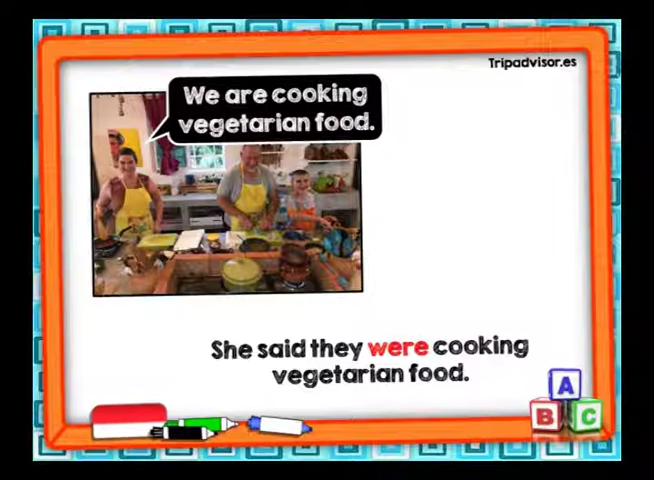 Tripadvisor.es
We are cooking
vegetarian food.
She said they were cooking
vegetarian food.
A
B C